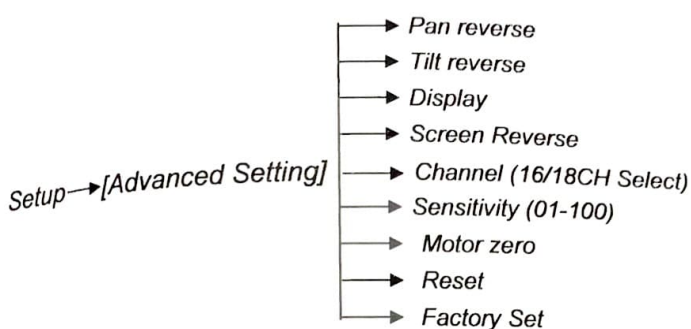 Pan reverse
Tilt reverse
Display
Screen Reverse
Setup [Advanced Setting]
Channel (16/18CH Select)
Sensitivity (01-100)
Motor zero
Reset
Factory Set